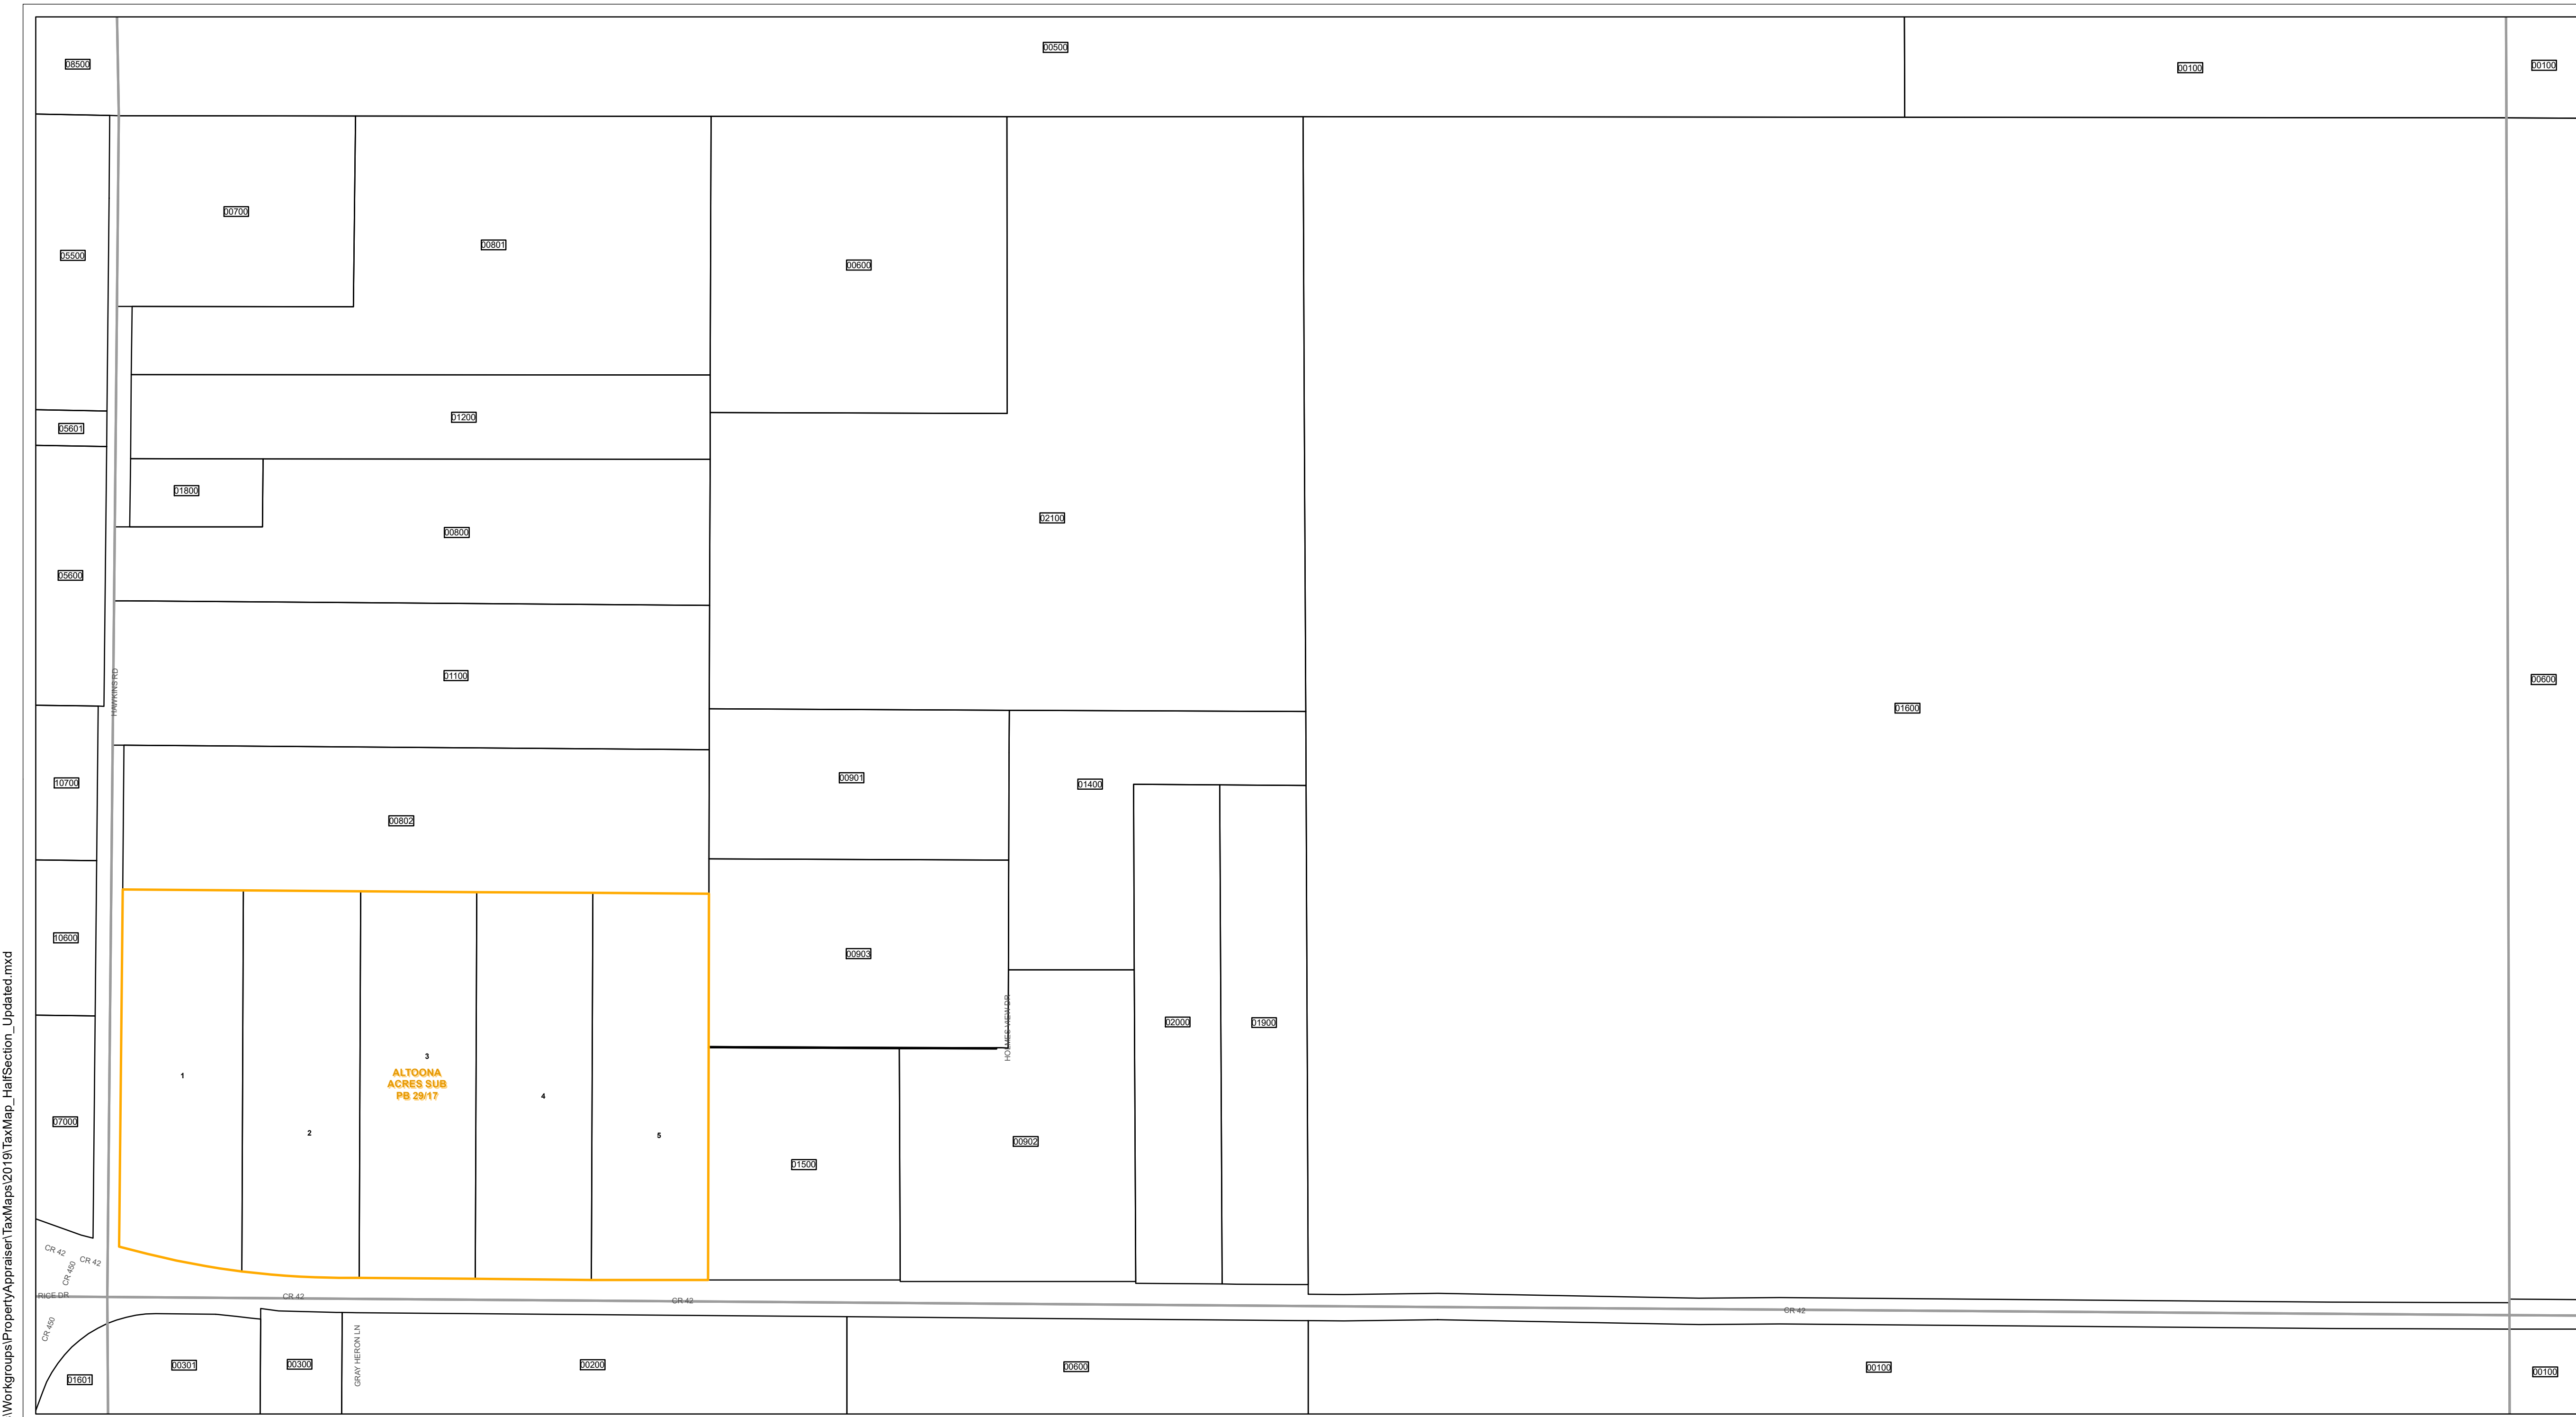 00500
08500
00100
00100
00700
00801
05500
00600
01200
05601
01800
02100
00800
05600
HAWKINS RD
01100
00600
01600
00901
10700
01400
00802
10600
00903
02000
01900
HOLMES VIEW DR
3
ALTOONA
ACRES SUB
PB 29/17
1
4
07000
2
5
00902
01500
CR 42
CR 42
CR 450
RICE DR
CR 42
CR 42
CR 42
CR 450
GRAY HERON LN
00301
00300
00200
00600
00100
00100
01601
\Workgroups\PropertyAppraiser\TaxMaps\2019\TaxMap_HalfSection_Updated.mxd